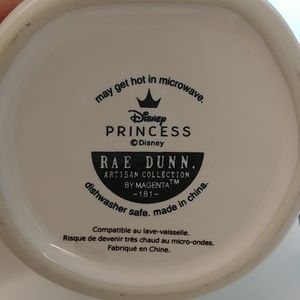 may get hot in microwave.
Disney
PRINCESS
©Disney
RAE DUNN.
ARTISAN COLLECTION
BY MAGENTA™
-181-
dishwasher safe. made in china.
Compatible au lave-vaisselle.
Risque de devenir très chaud au micro-ondes.
Fabriqué en Chine.